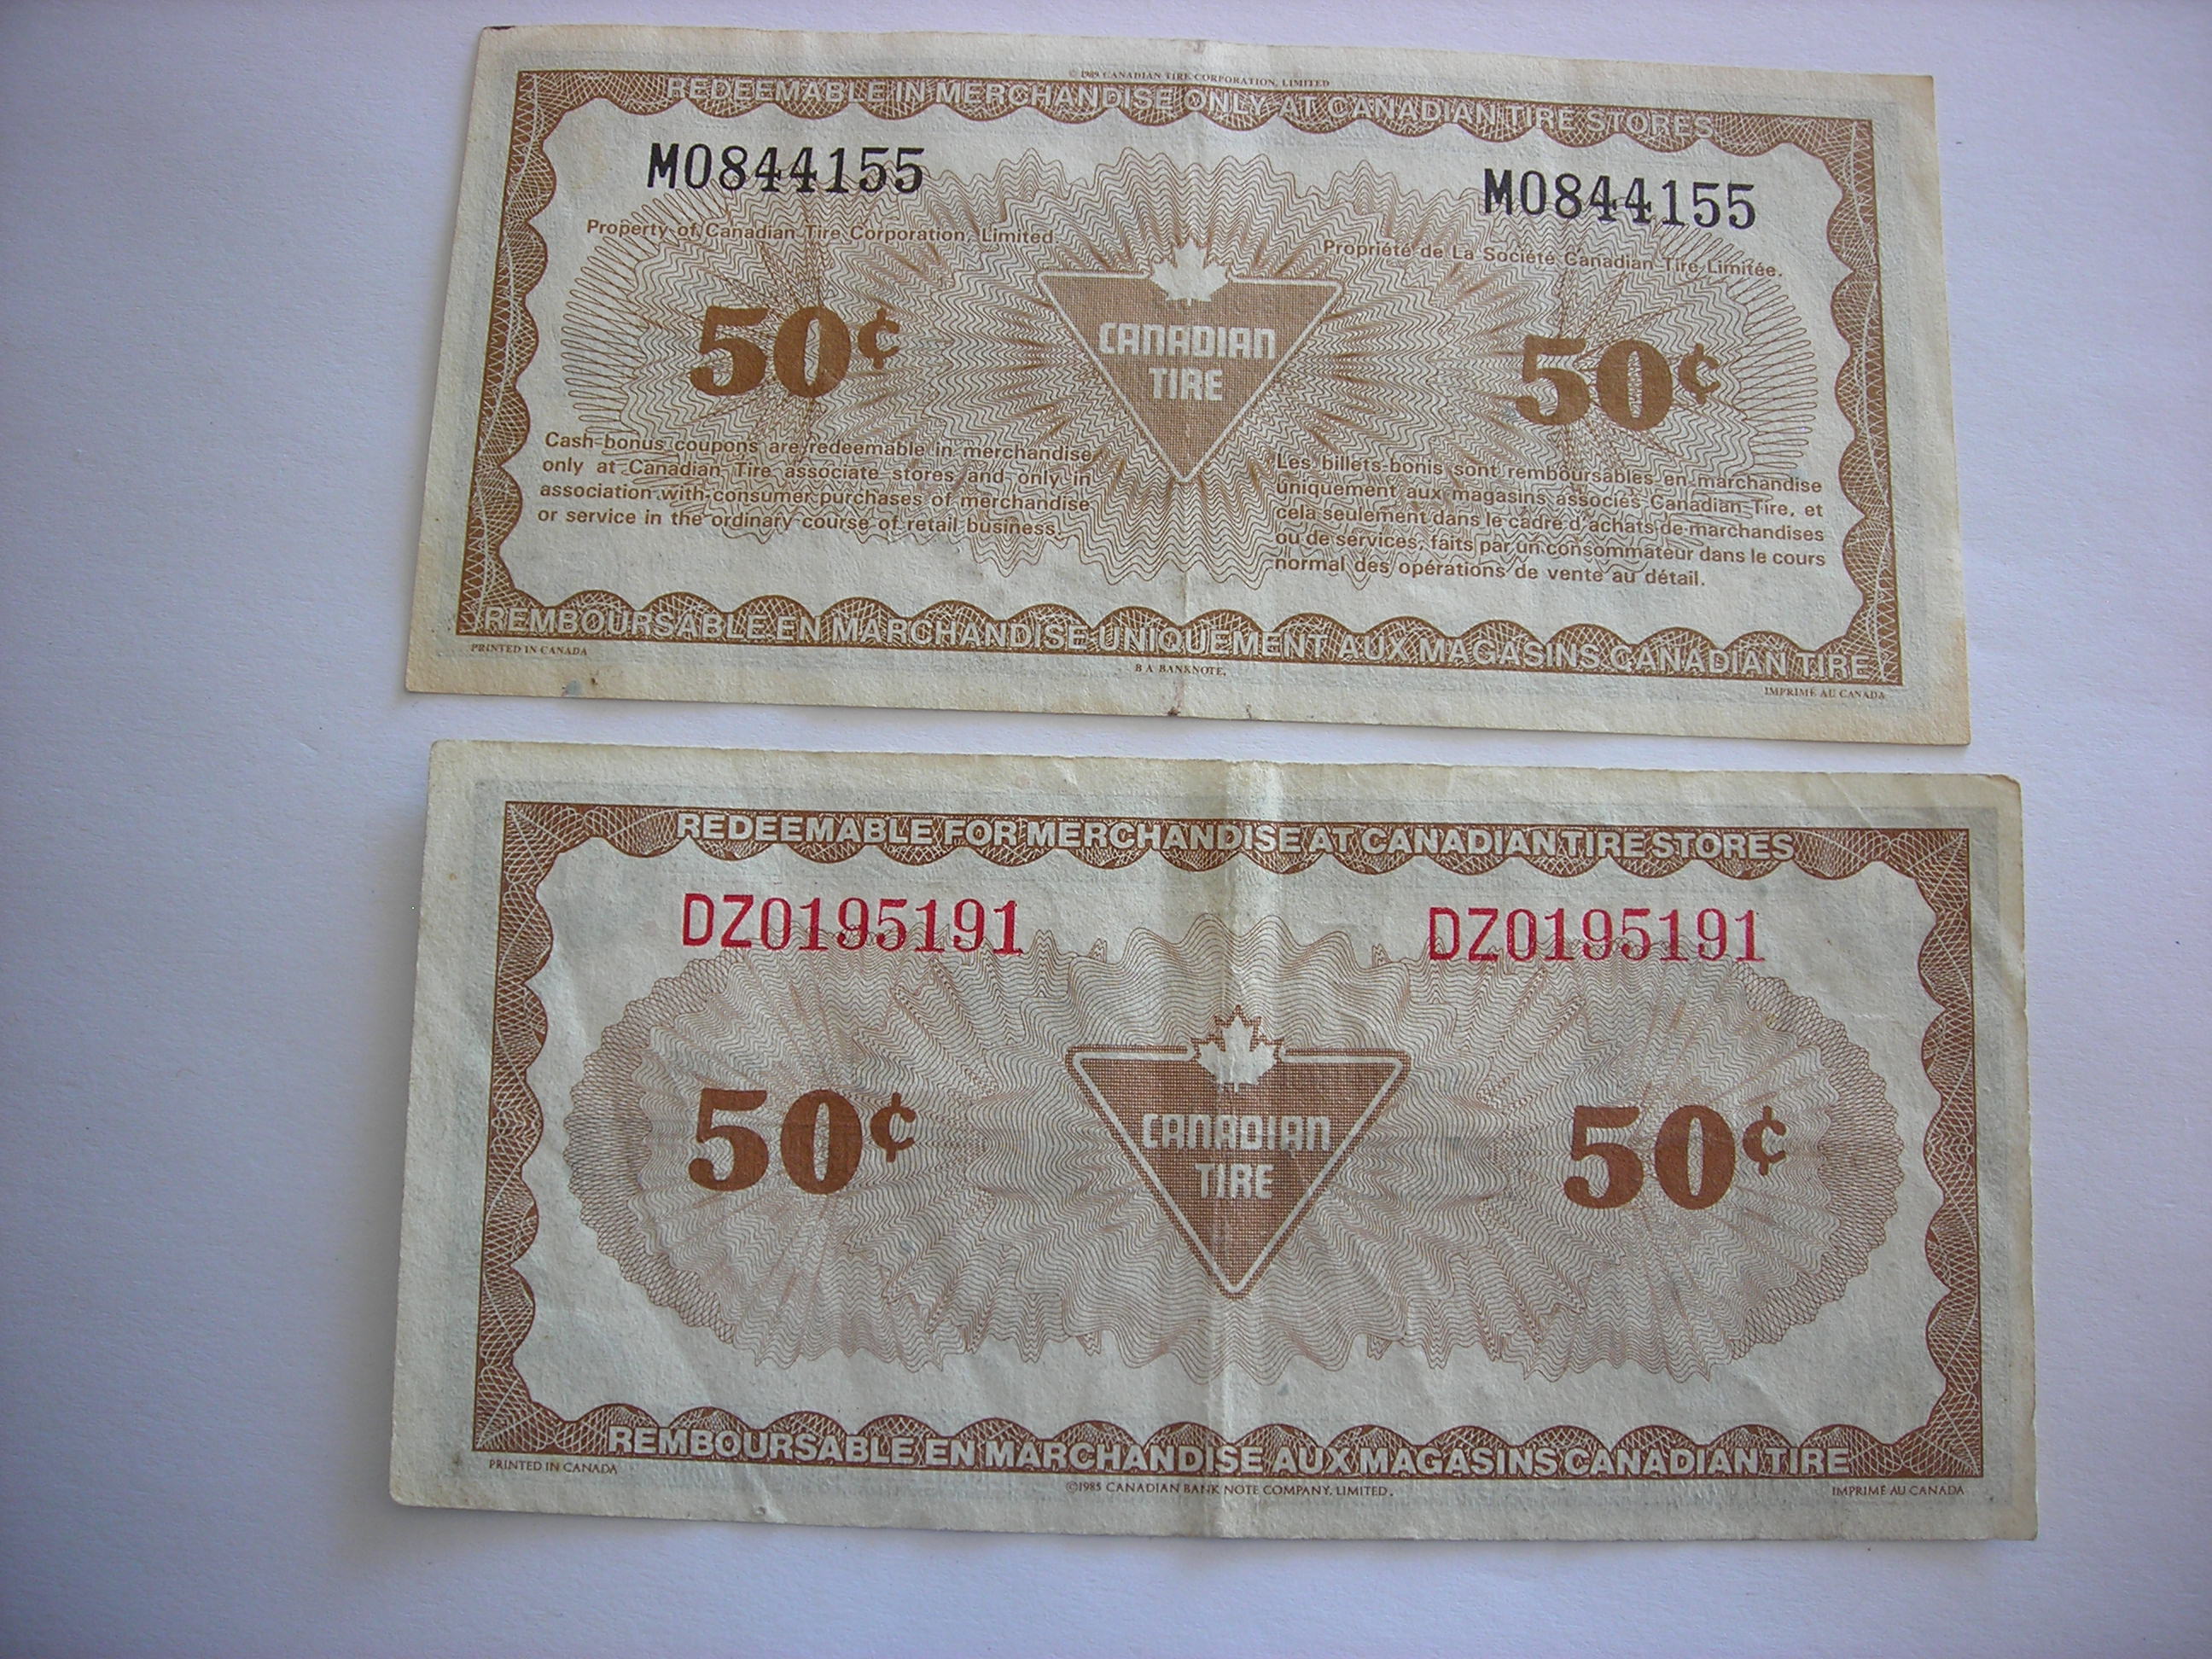 © 1989 CANADIAN TIRE CORPORATION, LIMITED
REDEEMABLE IN MERCHANDISE ONLY AT CANADIAN TIRE STORES
M0844155
M0844155
Property of Canadian Tire Corporation, Limited.
Propriété de La Société Canadian Tire Limitée.
50¢
CANADIAN
TIRE
50¢
Cash bonus coupons are redeemable in merchandise
only at Canadian Tire associate stores and only in
association with consumer purchases of merchandise
or service in the ordinary course of retail business.
Les billets-bonis sont remboursables en marchandise
uniquement aux magasins associés Canadian Tire, et
cela seulement dans le cadre d'achats de marchandises
ou de services, faits par un consommateur dans le cours
normal des opérations de vente au détail.
REMBOURSABLE EN MARCHANDISE UNIQUEMENT AUX MAGASINS CANADIAN TIRE
PRINTED IN CANADA
B A BANKNOTE.
IMPRIMÉ AU CANADA
REDEEMABLE FOR MERCHANDISE AT CANADIAN TIRE STORES
DZ0195191
DZ0195191
50¢
CANADIAN
TIRE
50¢
REMBOURSABLE EN MARCHANDISE AUX MAGASINS CANADIAN TIRE
PRINTED IN CANADA
©1985 CANADIAN BANK NOTE COMPANY, LIMITED.
IMPRIMÉ AU CANADA